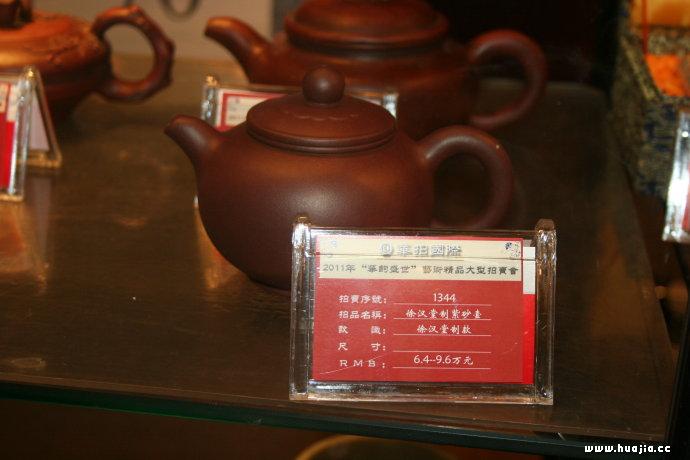 華拍國際
2011年“華韵盛世”藝術精品大型拍賣會
拍賣序號： 1344
拍品名稱： 徐汉棠制紫砂壶
款　識： 徐汉棠制款
尺　寸：
RMB： 6.4--9.6万元
www.huajia.cc